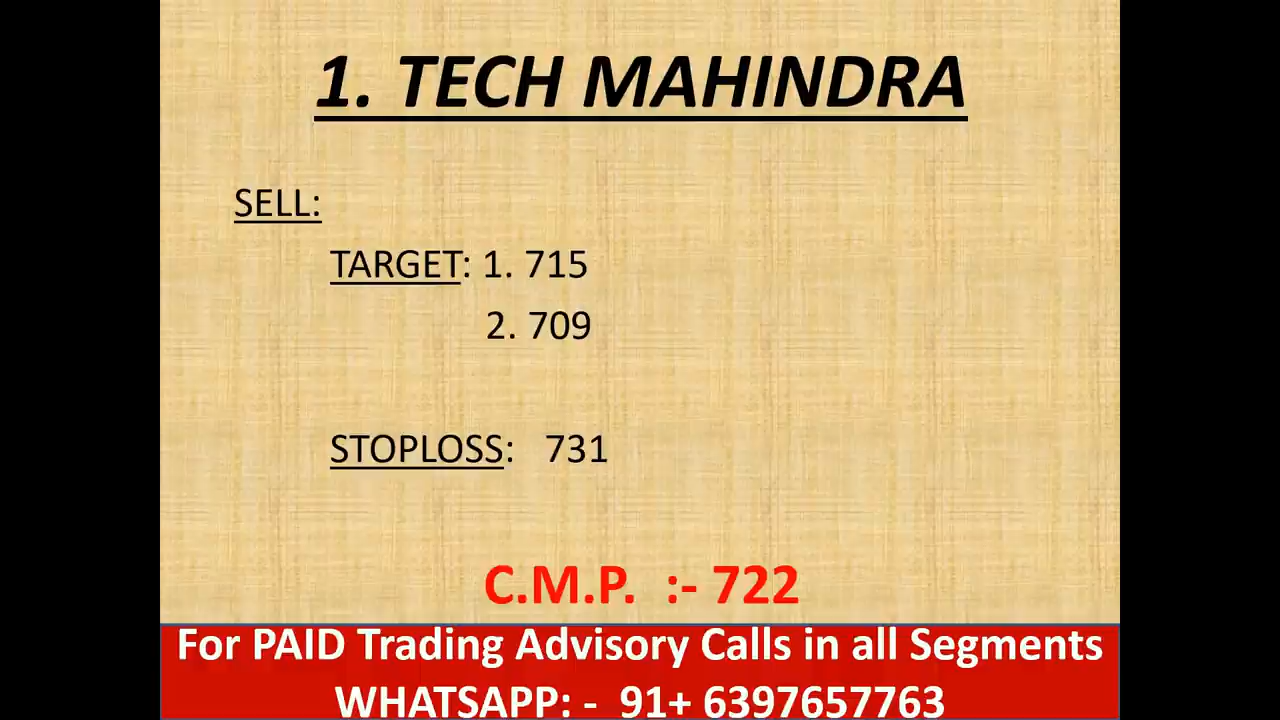 1. TECH MAHINDRA
SELL:
TARGET: 1. 715
2. 709
STOPLOSS: 731
C.M.P. :- 722
For PAID Trading Advisory Calls in all Segments
WHATSAPP: - 91+ 6397657763